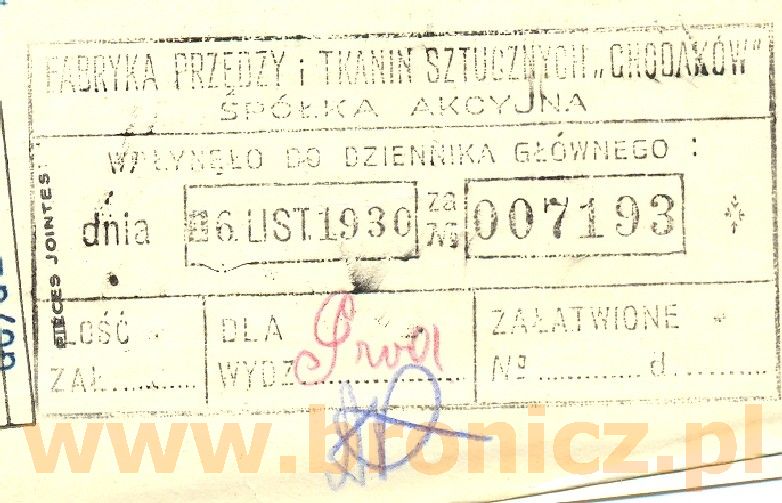 FABRYKA PRZĘDZY i TKANIN SZTUCZNYCH „CHODAKÓW"
SPÓŁKA AKCYJNA
WPŁYNĘŁO DO DZIENNIKA GŁÓWNEGO :
dnia 6. LIST. 1930 za № 007193
PIECES JOINTES
ILOŚĆ
ZAŁ..........
DLA
WYDZ..........
ZAŁATWIONE
№ .......... d..........
www.bronicz.pl